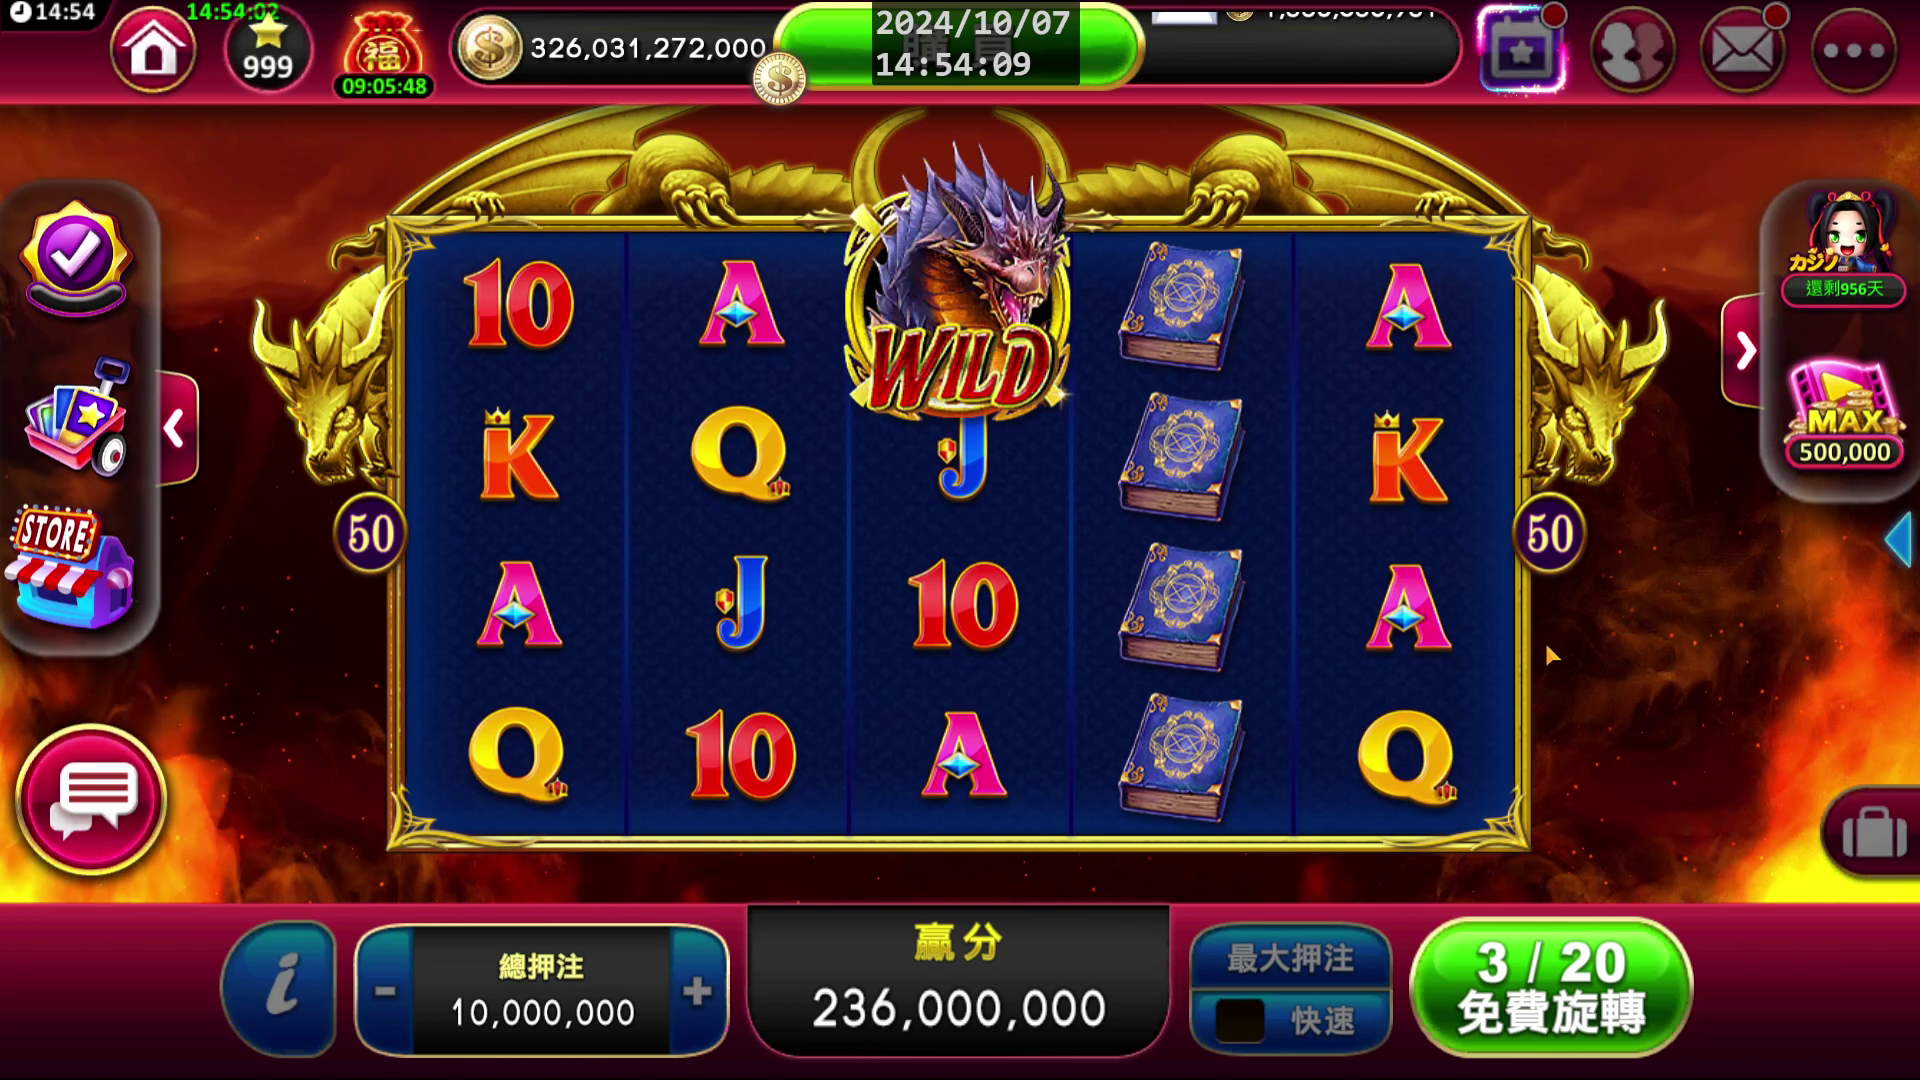 14:54
14:54:02
999
福
09:05:48
326,031,272,000
2024/10/07
14:54:09
カジノ
還剩956天
MAX
500,000
STORE
10
A
WILD
A
K
Q
J
K
50
50
A
J
10
A
Q
10
A
Q
總押注
10,000,000
贏分
236,000,000
最大押注
快速
3 / 20
免費旋轉